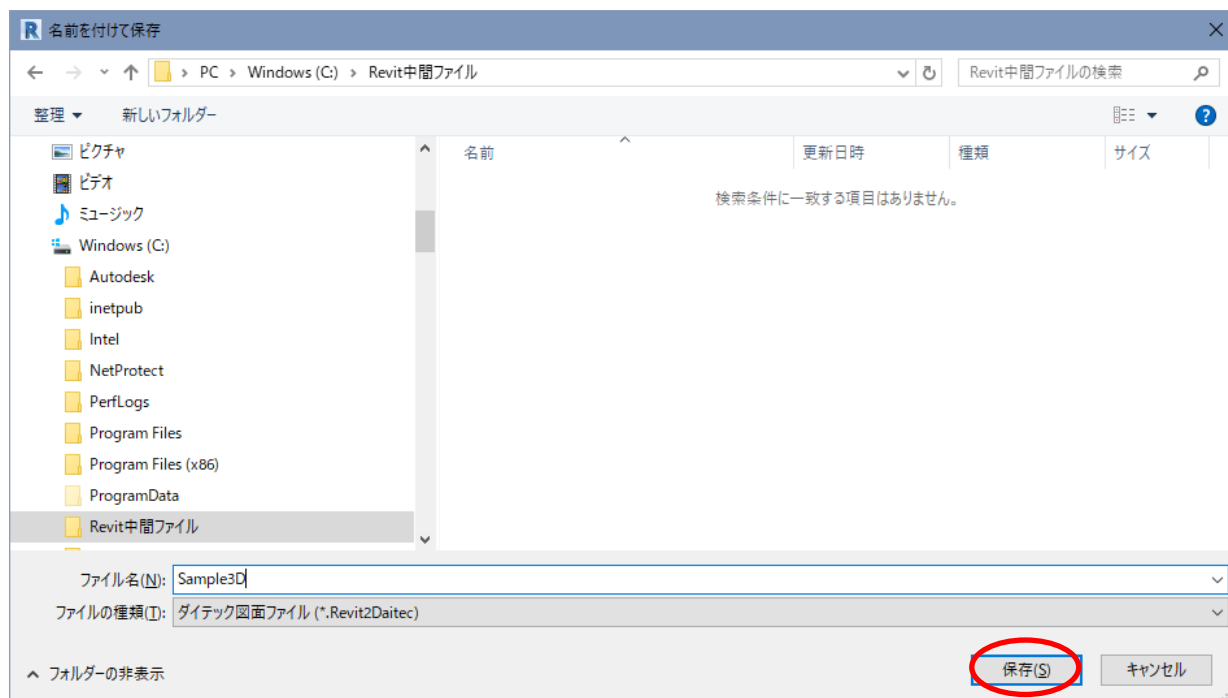 R 名前を付けて保存
PC > Windows (C:) > Revit中間ファイル
Revit中間ファイルの検索
整理 新しいフォルダー
?
ピクチャ
ビデオ
ミュージック
Windows (C:)
Autodesk
inetpub
Intel
NetProtect
PerfLogs
Program Files
Program Files (x86)
ProgramData
Revit中間ファイル
名前 更新日時 種類 サイズ
検索条件に一致する項目はありません。
ファイル名(N): Sample3D
ファイルの種類(T): ダイテック図面ファイル (*.Revit2Daitec)
フォルダーの非表示
保存(S) キャンセル